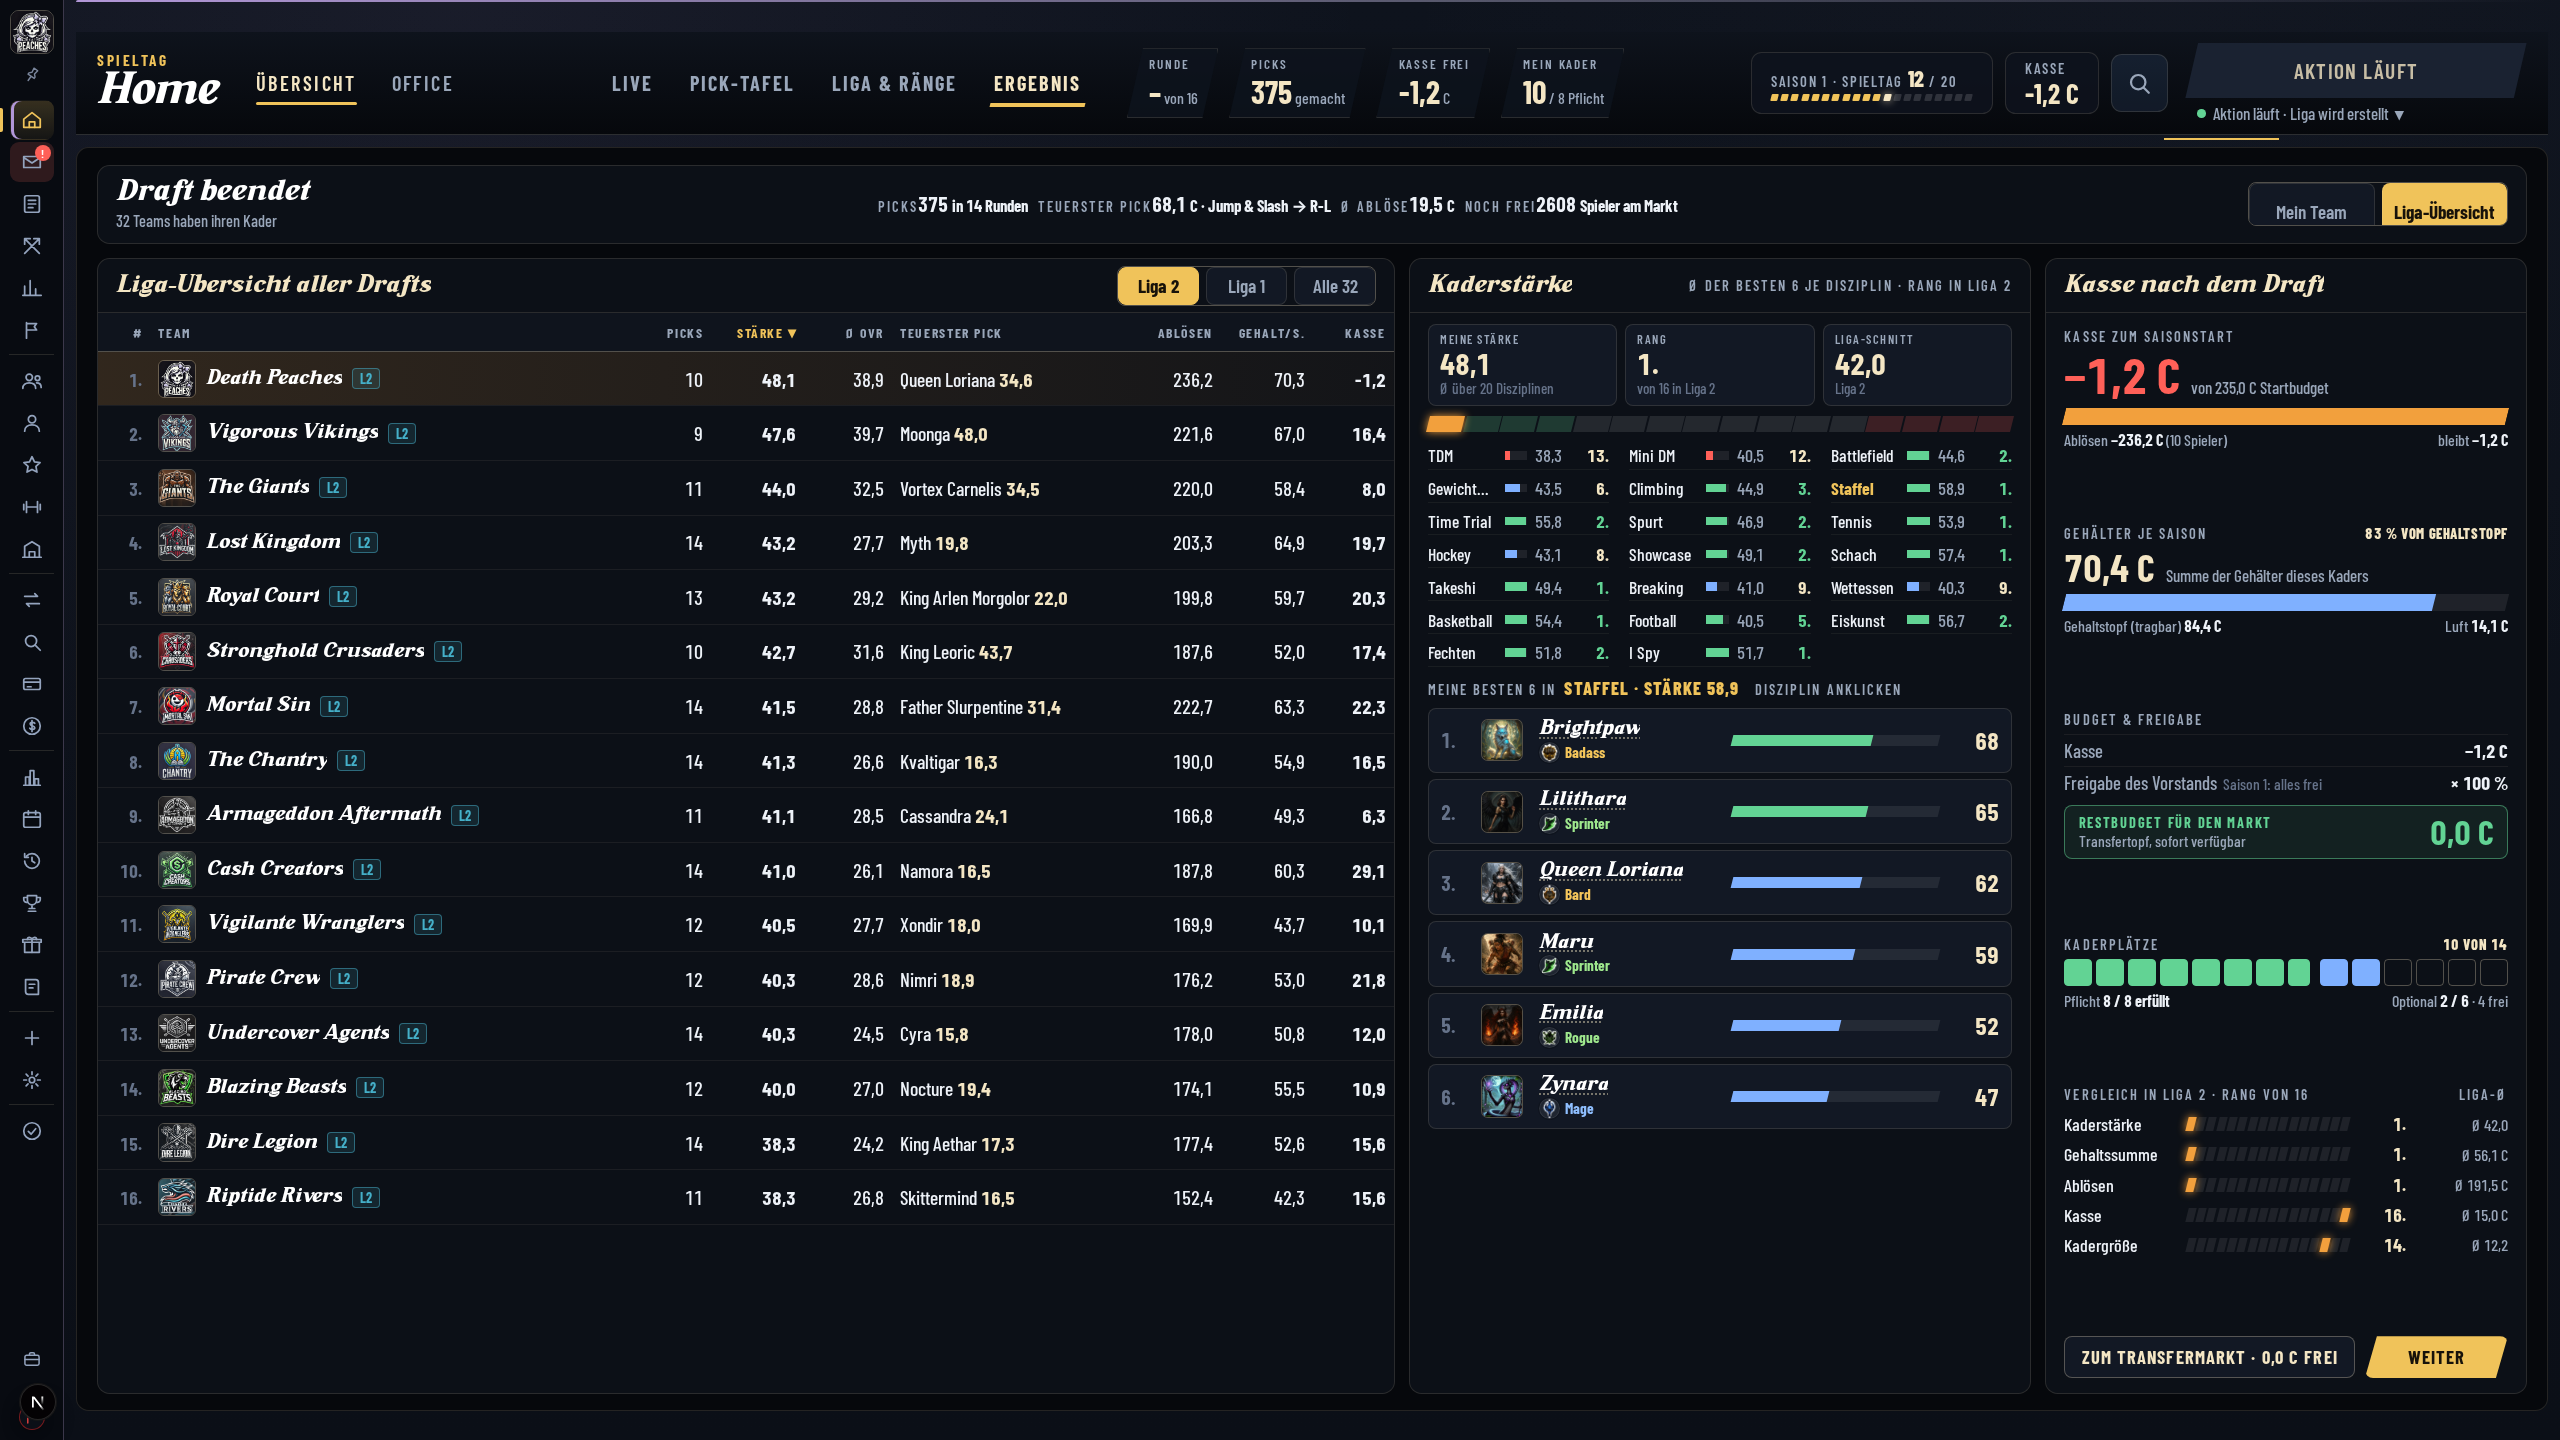 SPIELTAG
Home
ÜBERSICHT
OFFICE
LIVE
PICK-TAFEL
LIGA & RÄNGE
ERGEBNIS
RUNDE
– von 16
PICKS
375 gemacht
KASSE FREI
-1,2 C
MEIN KADER
10 / 8 Pflicht
SAISON 1 · SPIELTAG 12 / 20
KASSE
-1,2 C
AKTION LÄUFT
Aktion läuft · Liga wird erstellt ▼
Draft beendet
32 Teams haben ihren Kader
PICKS 375 in 14 Runden TEUERSTER PICK 68,1 C · Jump & Slash → R-L Ø ABLÖSE 19,5 C NOCH FREI 2608 Spieler am Markt
Mein Team
Liga-Übersicht
Liga-Übersicht aller Drafts
Liga 2
Liga 1
Alle 32
# TEAM PICKS STÄRKE ▼ Ø OVR TEUERSTER PICK ABLÖSEN GEHALT/S. KASSE
1. Death Peaches L2 10 48,1 38,9 Queen Loriana 34,6 236,2 70,3 -1,2
2. Vigorous Vikings L2 9 47,6 39,7 Moonga 48,0 221,6 67,0 16,4
3. The Giants L2 11 44,0 32,5 Vortex Carnelis 34,5 220,0 58,4 8,0
4. Lost Kingdom L2 14 43,2 27,7 Myth 19,8 203,3 64,9 19,7
5. Royal Court L2 13 43,2 29,2 King Arlen Morgolor 22,0 199,8 59,7 20,3
6. Stronghold Crusaders L2 10 42,7 31,6 King Leoric 43,7 187,6 52,0 17,4
7. Mortal Sin L2 14 41,5 28,8 Father Slurpentine 31,4 222,7 63,3 22,3
8. The Chantry L2 14 41,3 26,6 Kvaltigar 16,3 190,0 54,9 16,5
9. Armageddon Aftermath L2 11 41,1 28,5 Cassandra 24,1 166,8 49,3 6,3
10. Cash Creators L2 14 41,0 26,1 Namora 16,5 187,8 60,3 29,1
11. Vigilante Wranglers L2 12 40,5 27,7 Xondir 18,0 169,9 43,7 10,1
12. Pirate Crew L2 12 40,3 28,6 Nimri 18,9 176,2 53,0 21,8
13. Undercover Agents L2 14 40,3 24,5 Cyra 15,8 178,0 50,8 12,0
14. Blazing Beasts L2 12 40,0 27,0 Nocture 19,4 174,1 55,5 10,9
15. Dire Legion L2 14 38,3 24,2 King Aethar 17,3 177,4 52,6 15,6
16. Riptide Rivers L2 11 38,3 26,8 Skittermind 16,5 152,4 42,3 15,6
Kaderstärke
Ø DER BESTEN 6 JE DISZIPLIN · RANG IN LIGA 2
MEINE STÄRKE
48,1
Ø über 20 Disziplinen
RANG
1.
von 16 in Liga 2
LIGA-SCHNITT
42,0
Liga 2
TDM 38,3 13. Mini DM 40,5 12. Battlefield 44,6 2.
Gewicht... 43,5 6. Climbing 44,9 3. Staffel 58,9 1.
Time Trial 55,8 2. Spurt 46,9 2. Tennis 53,9 1.
Hockey 43,1 8. Showcase 49,1 2. Schach 57,4 1.
Takeshi 49,4 1. Breaking 41,0 9. Wettessen 40,3 9.
Basketball 54,4 1. Football 40,5 5. Eiskunst 56,7 2.
Fechten 51,8 2. I Spy 51,7 1.
MEINE BESTEN 6 IN STAFFEL · STÄRKE 58,9 DISZIPLIN ANKLICKEN
1. Brightpaw 68
Badass
2. Lilithara 65
Sprinter
3. Queen Loriana 62
Bard
4. Maru 59
Sprinter
5. Emilia 52
Rogue
6. Zynara 47
Mage
Kasse nach dem Draft
KASSE ZUM SAISONSTART
−1,2 C von 235,0 C Startbudget
Ablösen −236,2 C (10 Spieler) bleibt −1,2 C
GEHÄLTER JE SAISON 83 % VOM GEHALTSTOPF
70,4 C Summe der Gehälter dieses Kaders
Gehaltstopf (tragbar) 84,4 C Luft 14,1 C
BUDGET & FREIGABE
Kasse −1,2 C
Freigabe des Vorstands Saison 1: alles frei × 100 %
RESTBUDGET FÜR DEN MARKT
Transfertopf, sofort verfügbar
0,0 C
KADERPLÄTZE 10 VON 14
Pflicht 8 / 8 erfüllt Optional 2 / 6 · 4 frei
VERGLEICH IN LIGA 2 · RANG VON 16 LIGA-Ø
Kaderstärke 1. Ø 42,0
Gehaltssumme 1. Ø 56,1 C
Ablösen 1. Ø 191,5 C
Kasse 16. Ø 15,0 C
Kadergröße 14. Ø 12,2
ZUM TRANSFERMARKT · 0,0 C FREI
WEITER
N